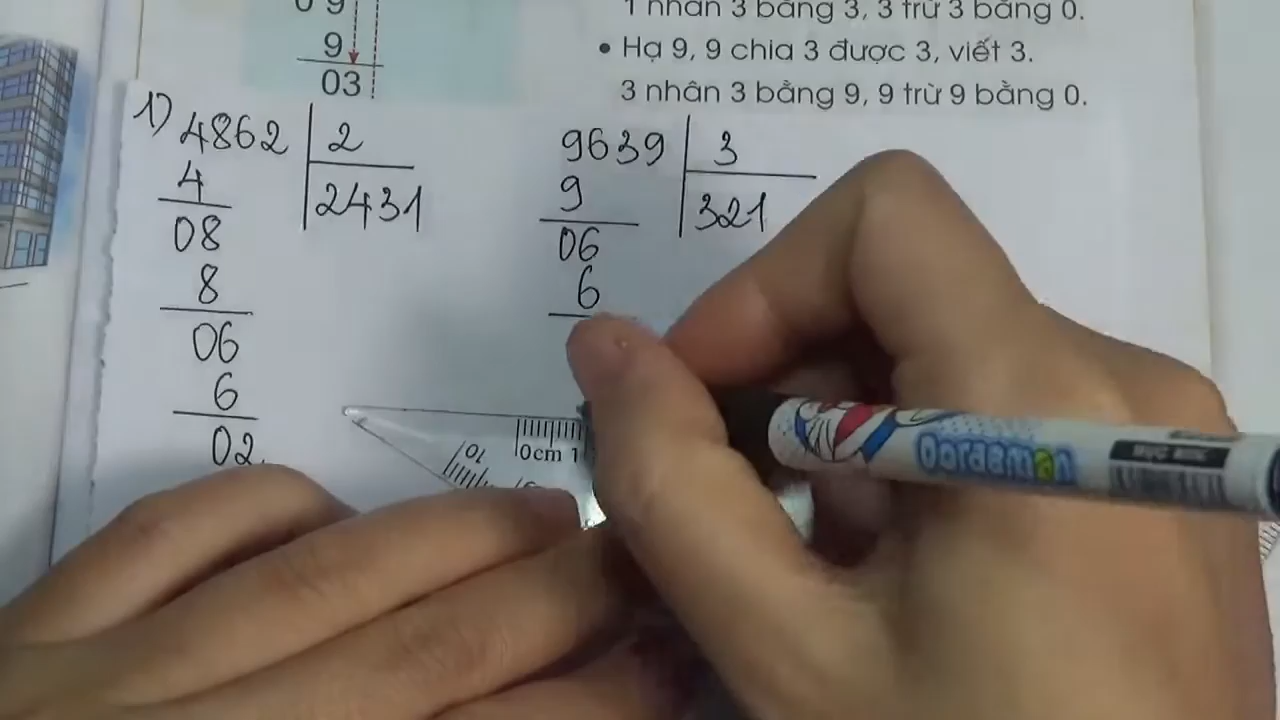 09
9
03
1 nhân 3 bằng 3, 3 trừ 3 bằng 0.
• Hạ 9, 9 chia 3 được 3, viết 3.
3 nhân 3 bằng 9, 9 trừ 9 bằng 0.
1) 4862 2
4 2431
08
8
06
6
02
9639 3
9 321
06
6
0cm 1
10
Doraemon